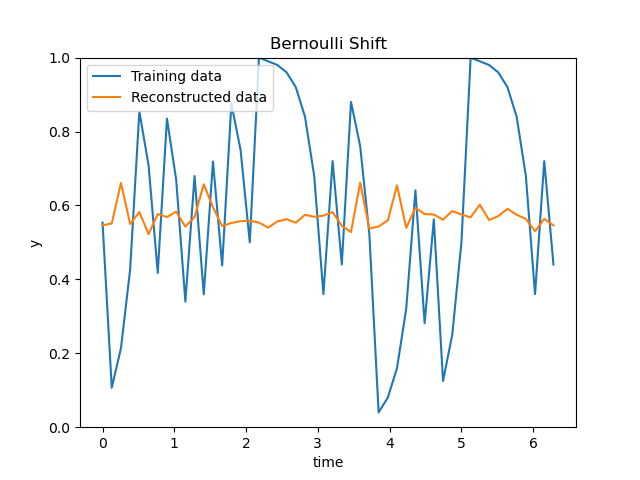 Bernoulli Shift
1.0
0.8
0.6
0.4
0.2
0.0
y
Training data
Reconstructed data
0 1 2 3 4 5 6
time